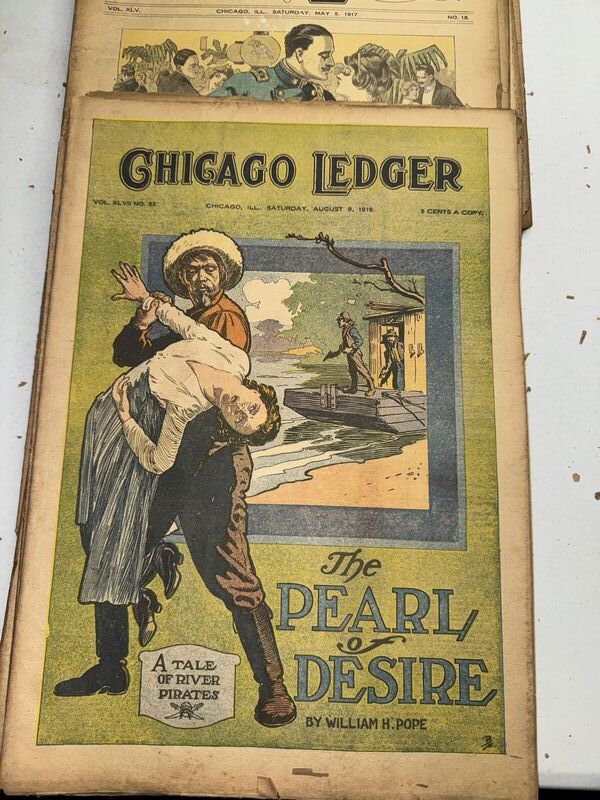 VOL. XLV.
CHICAGO, ILL., SATURDAY, MAY 5, 1917.
NO. 18.
CHICAGO LEDGER
VOL. XLVII NO. 32.
CHICAGO, ILL., SATURDAY, AUGUST 9, 1919.
5 CENTS A COPY.
The
PEARL
of
DESIRE
BY WILLIAM H. POPE
A TALE
OF RIVER
PIRATES